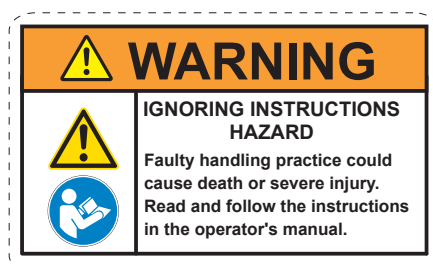 WARNING
IGNORING INSTRUCTIONS
HAZARD
Faulty handling practice could
cause death or severe injury.
Read and follow the instructions
in the operator's manual.